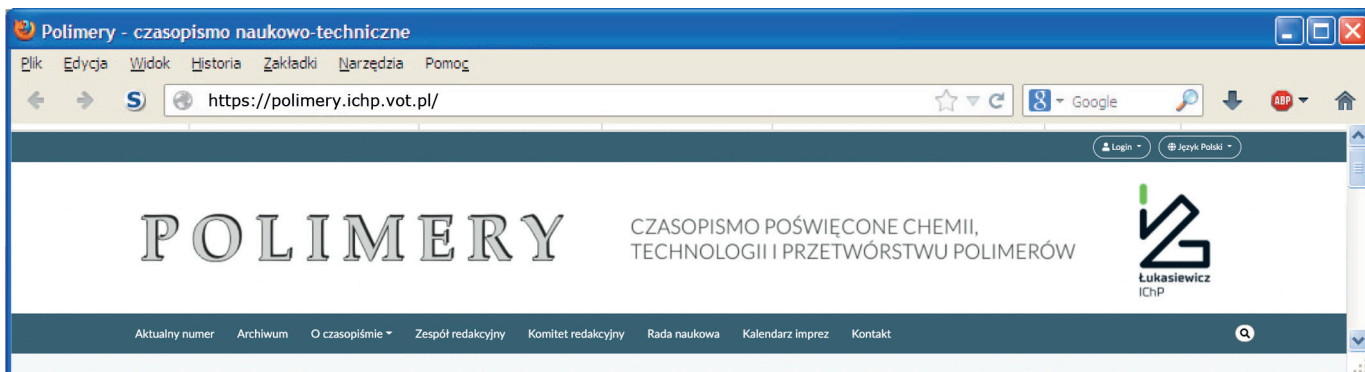 Polimery - czasopismo naukowo-techniczne
Plik Edycja Widok Historia Zakładki Narzędzia Pomoc
S https://polimery.ichp.vot.pl/ 8 Google ABP
Login Język Polski
POLIMERY
CZASOPISMO POŚWIĘCONE CHEMII,
TECHNOLOGII I PRZETWÓRSTWU POLIMERÓW
Łukasiewicz
IChP
Aktualny numer Archiwum O czasopiśmie Zespół redakcyjny Komitet redakcyjny Rada naukowa Kalendarz imprez Kontakt